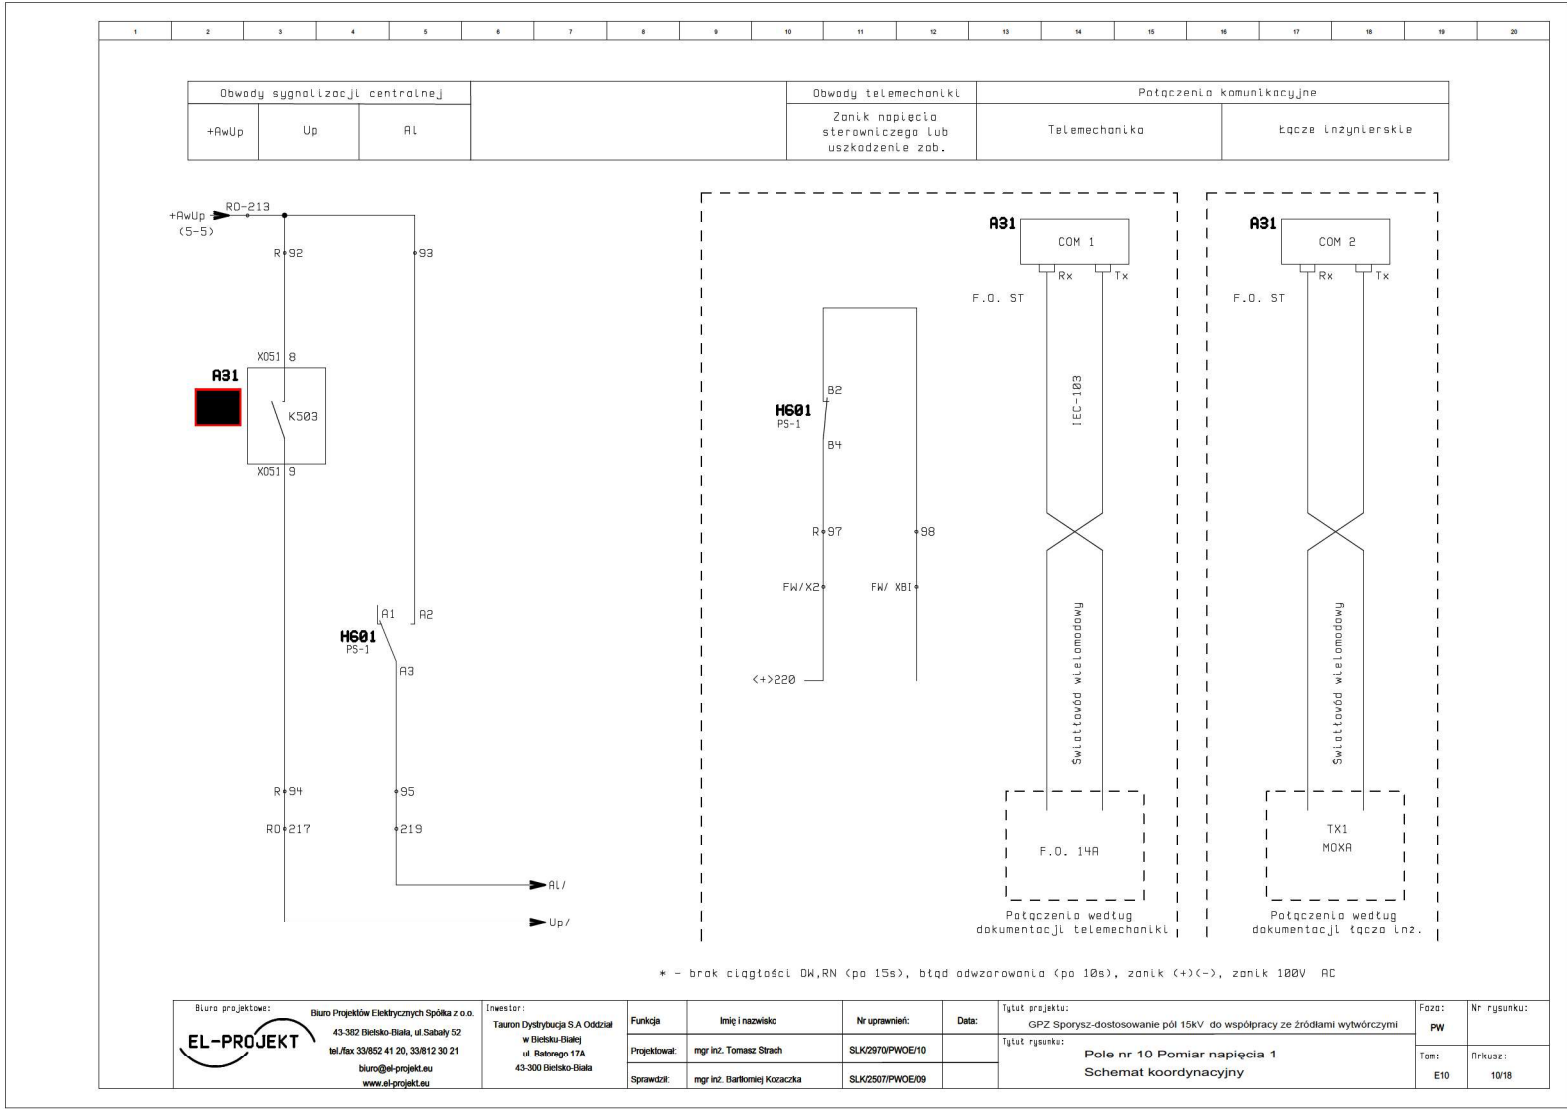 1 2 3 4 5 6 7 8 9 10 11 12 13 14 15 16 17 18 19 20
Obwody sygnalizacji centralnej
Obwody telemechaniki
Połączenia komunikacyjne
+AwUp
Up
Al
Zanik napięcia
sterowniczego lub
uszkodzenie zab.
Telemechanika
Łącze inżynierskie
+AwUp
(5-5)
RO-213
R 92
93
X051 8
A31
K503
X051 9
A1 A2
H601
PS-1
A3
R 94
95
RO 217
219
Al/
Up/
B2
H601
PS-1
B4
R 97
98
FW/X2
FW/ XBI
<+>220
A31
COM 1
Rx Tx
F.O. ST
IEC-103
Światłowód wielomodowy
F.O. 14A
Połączenia według
dokumentacji telemechaniki
A31
COM 2
Rx Tx
F.O. ST
Światłowód wielomodowy
TX1
MOXA
Połączenia według
dokumentacji łącza inż.
* - brak ciągłości OW,RN (po 15s), błąd odwzorowania (po 10s), zanik (+)(-), zanik 100V AC
Biuro projektowe:
EL-PROJEKT
Biuro Projektów Elektrycznych Spółka z o.o.
43-382 Bielsko-Biała, ul.Sabały 52
tel./fax 33/852 41 20, 33/812 30 21
biuro@el-projekt.eu
www.el-projekt.eu
Inwestor:
Tauron Dystrybucja S.A Oddział
w Bielsku-Białej
ul. Batorego 17A
43-300 Bielsko-Biała
Funkcja Imię i nazwisko Nr uprawnień: Data:
Projektował: mgr inż. Tomasz Strach SLK/2970/PWOE/10
Sprawdził: mgr inż. Bartłomiej Kozaczka SLK/2507/PWOE/09
Tytuł projektu:
GPZ Sporysz-dostosowanie pól 15kV do współpracy ze źródłami wytwórczymi
Tytuł rysunku:
Pole nr 10 Pomiar napięcia 1
Schemat koordynacyjny
Faza:
PW
Nr rysunku:
Tom:
E10
Arkusz:
10/18